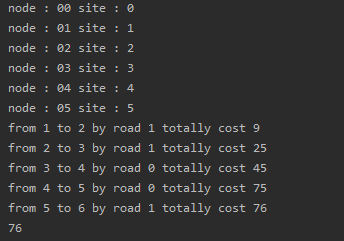 node : 00 site : 0
node : 01 site : 1
node : 02 site : 2
node : 03 site : 3
node : 04 site : 4
node : 05 site : 5
from 1 to 2 by road 1 totally cost 9
from 2 to 3 by road 1 totally cost 25
from 3 to 4 by road 0 totally cost 45
from 4 to 5 by road 0 totally cost 75
from 5 to 6 by road 1 totally cost 76
76